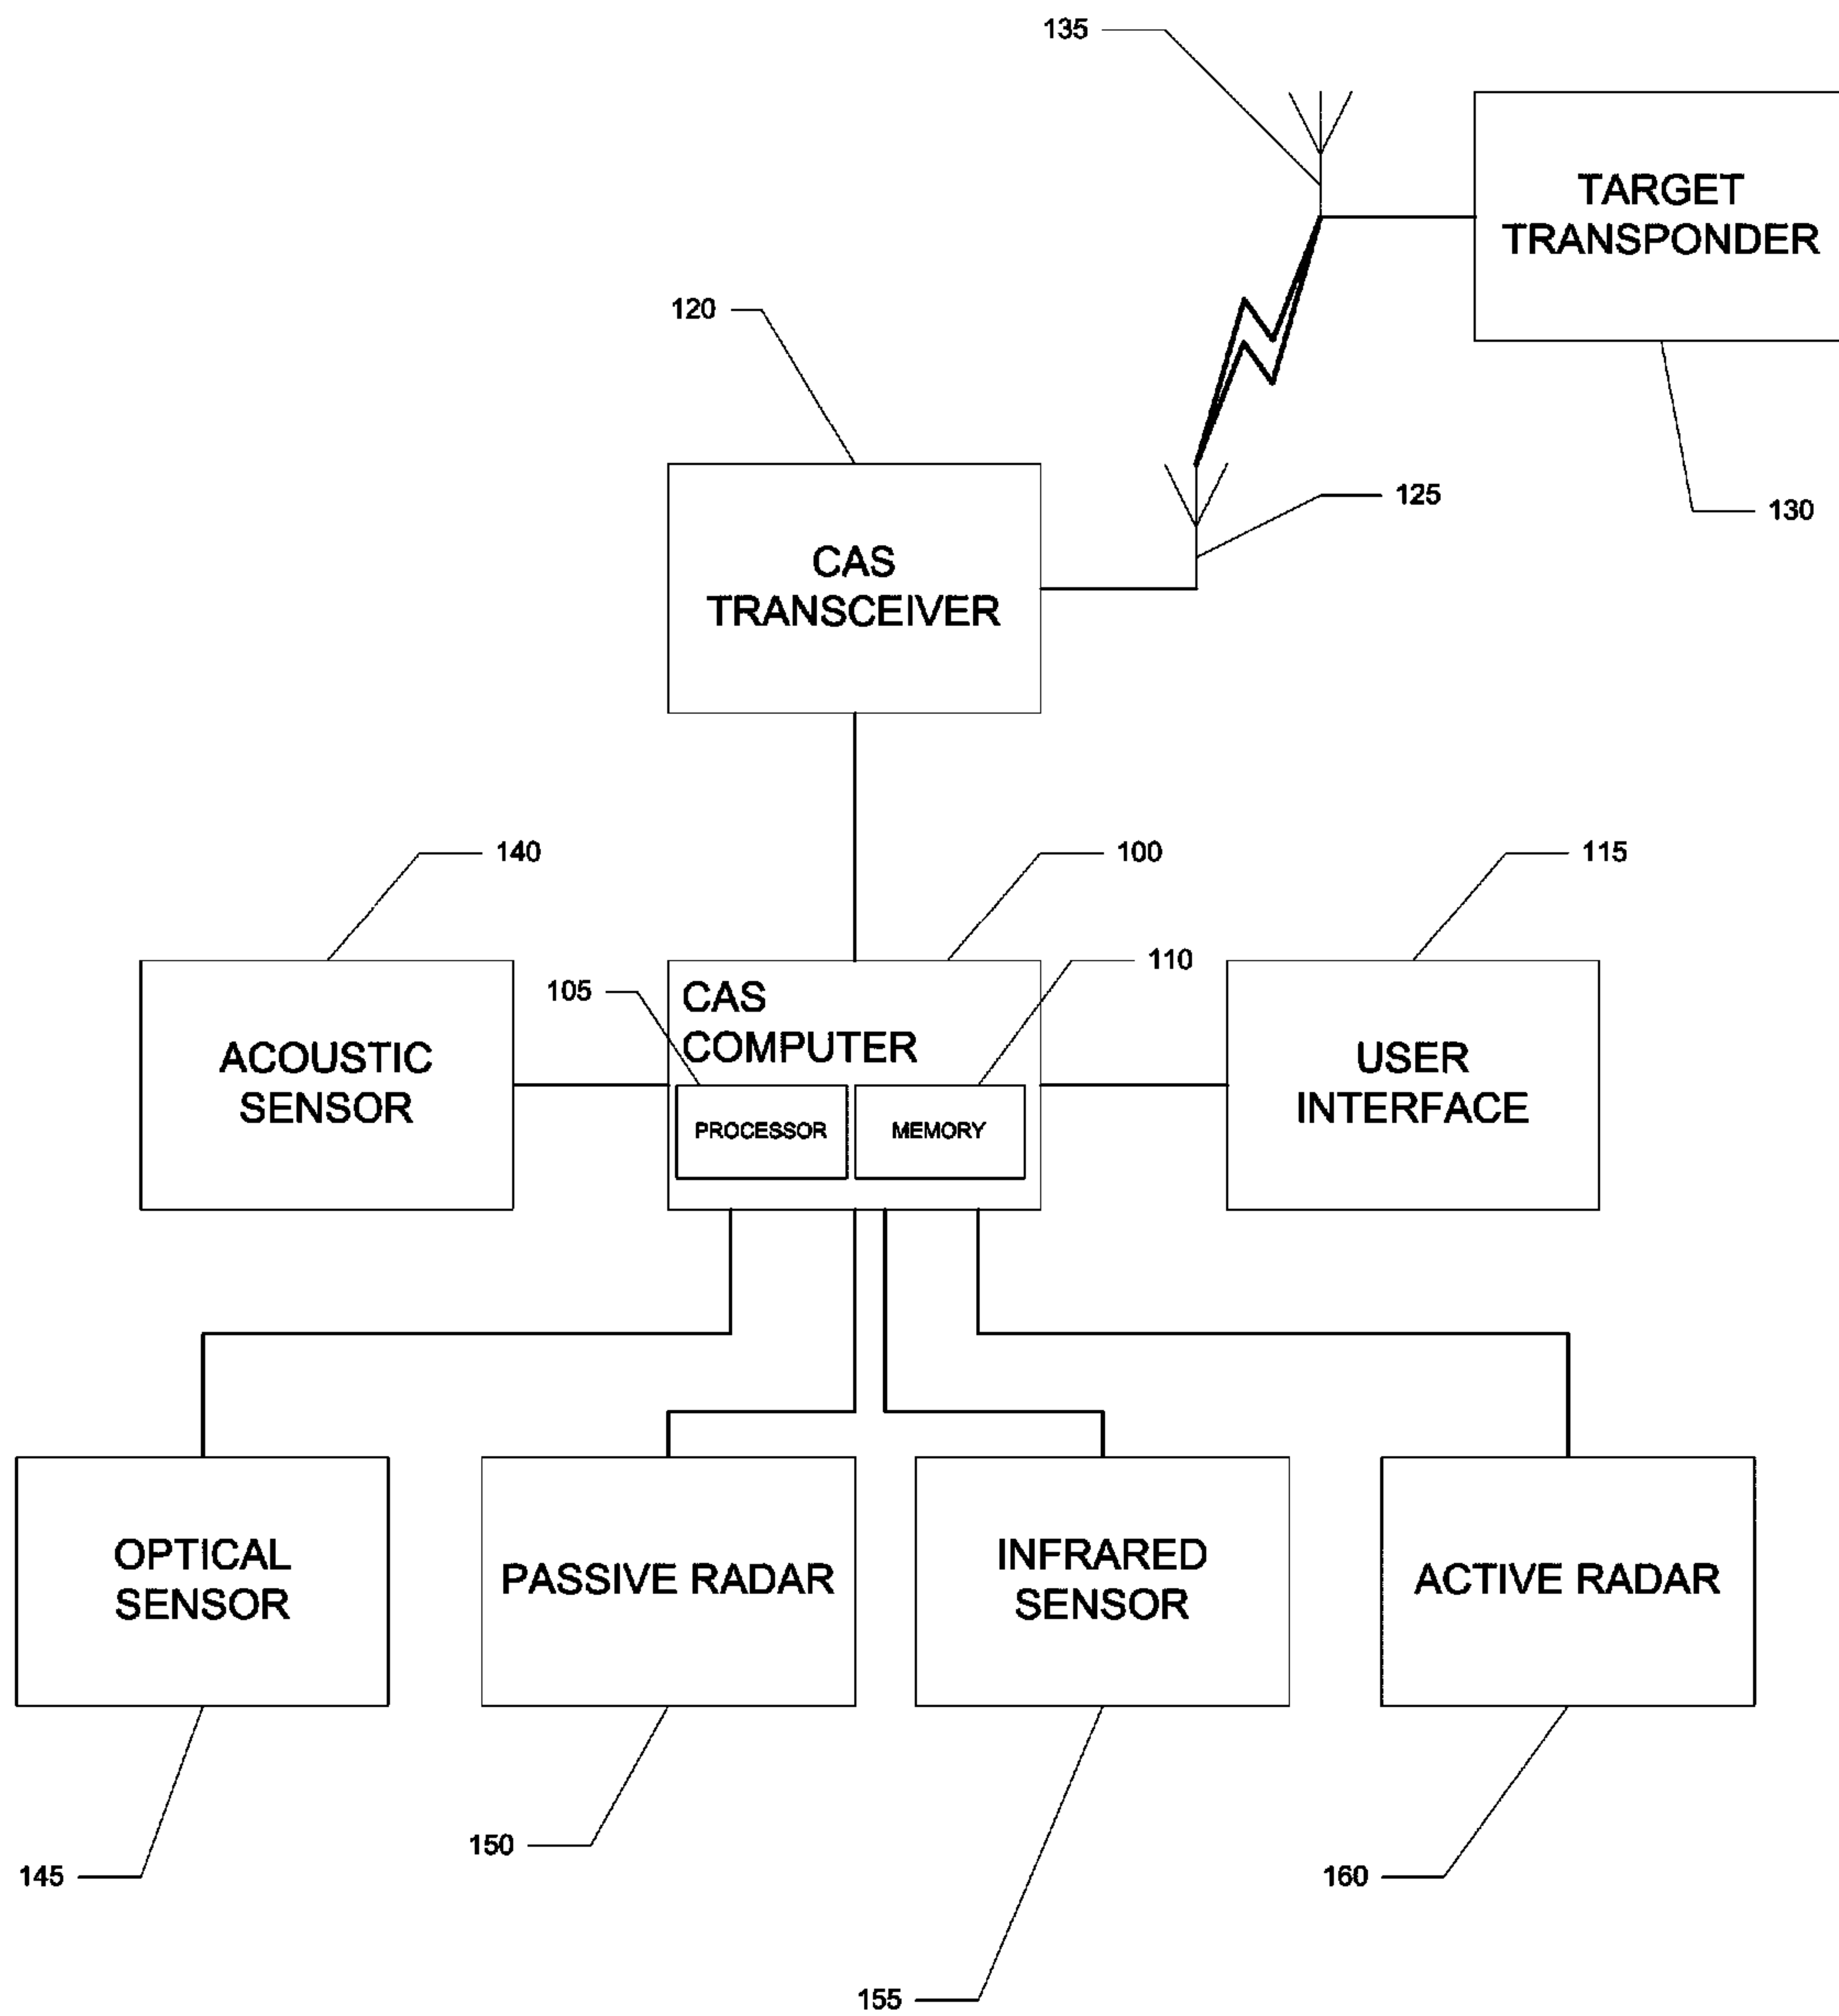 135
TARGET
TRANSPONDER
120
125
130
CAS
TRANSCEIVER
140
100
115
105
110
CAS
COMPUTER
ACOUSTIC
SENSOR
USER
INTERFACE
PROCESSOR
MEMORY
OPTICAL
SENSOR
PASSIVE RADAR
INFRARED
SENSOR
ACTIVE RADAR
145
150
155
160